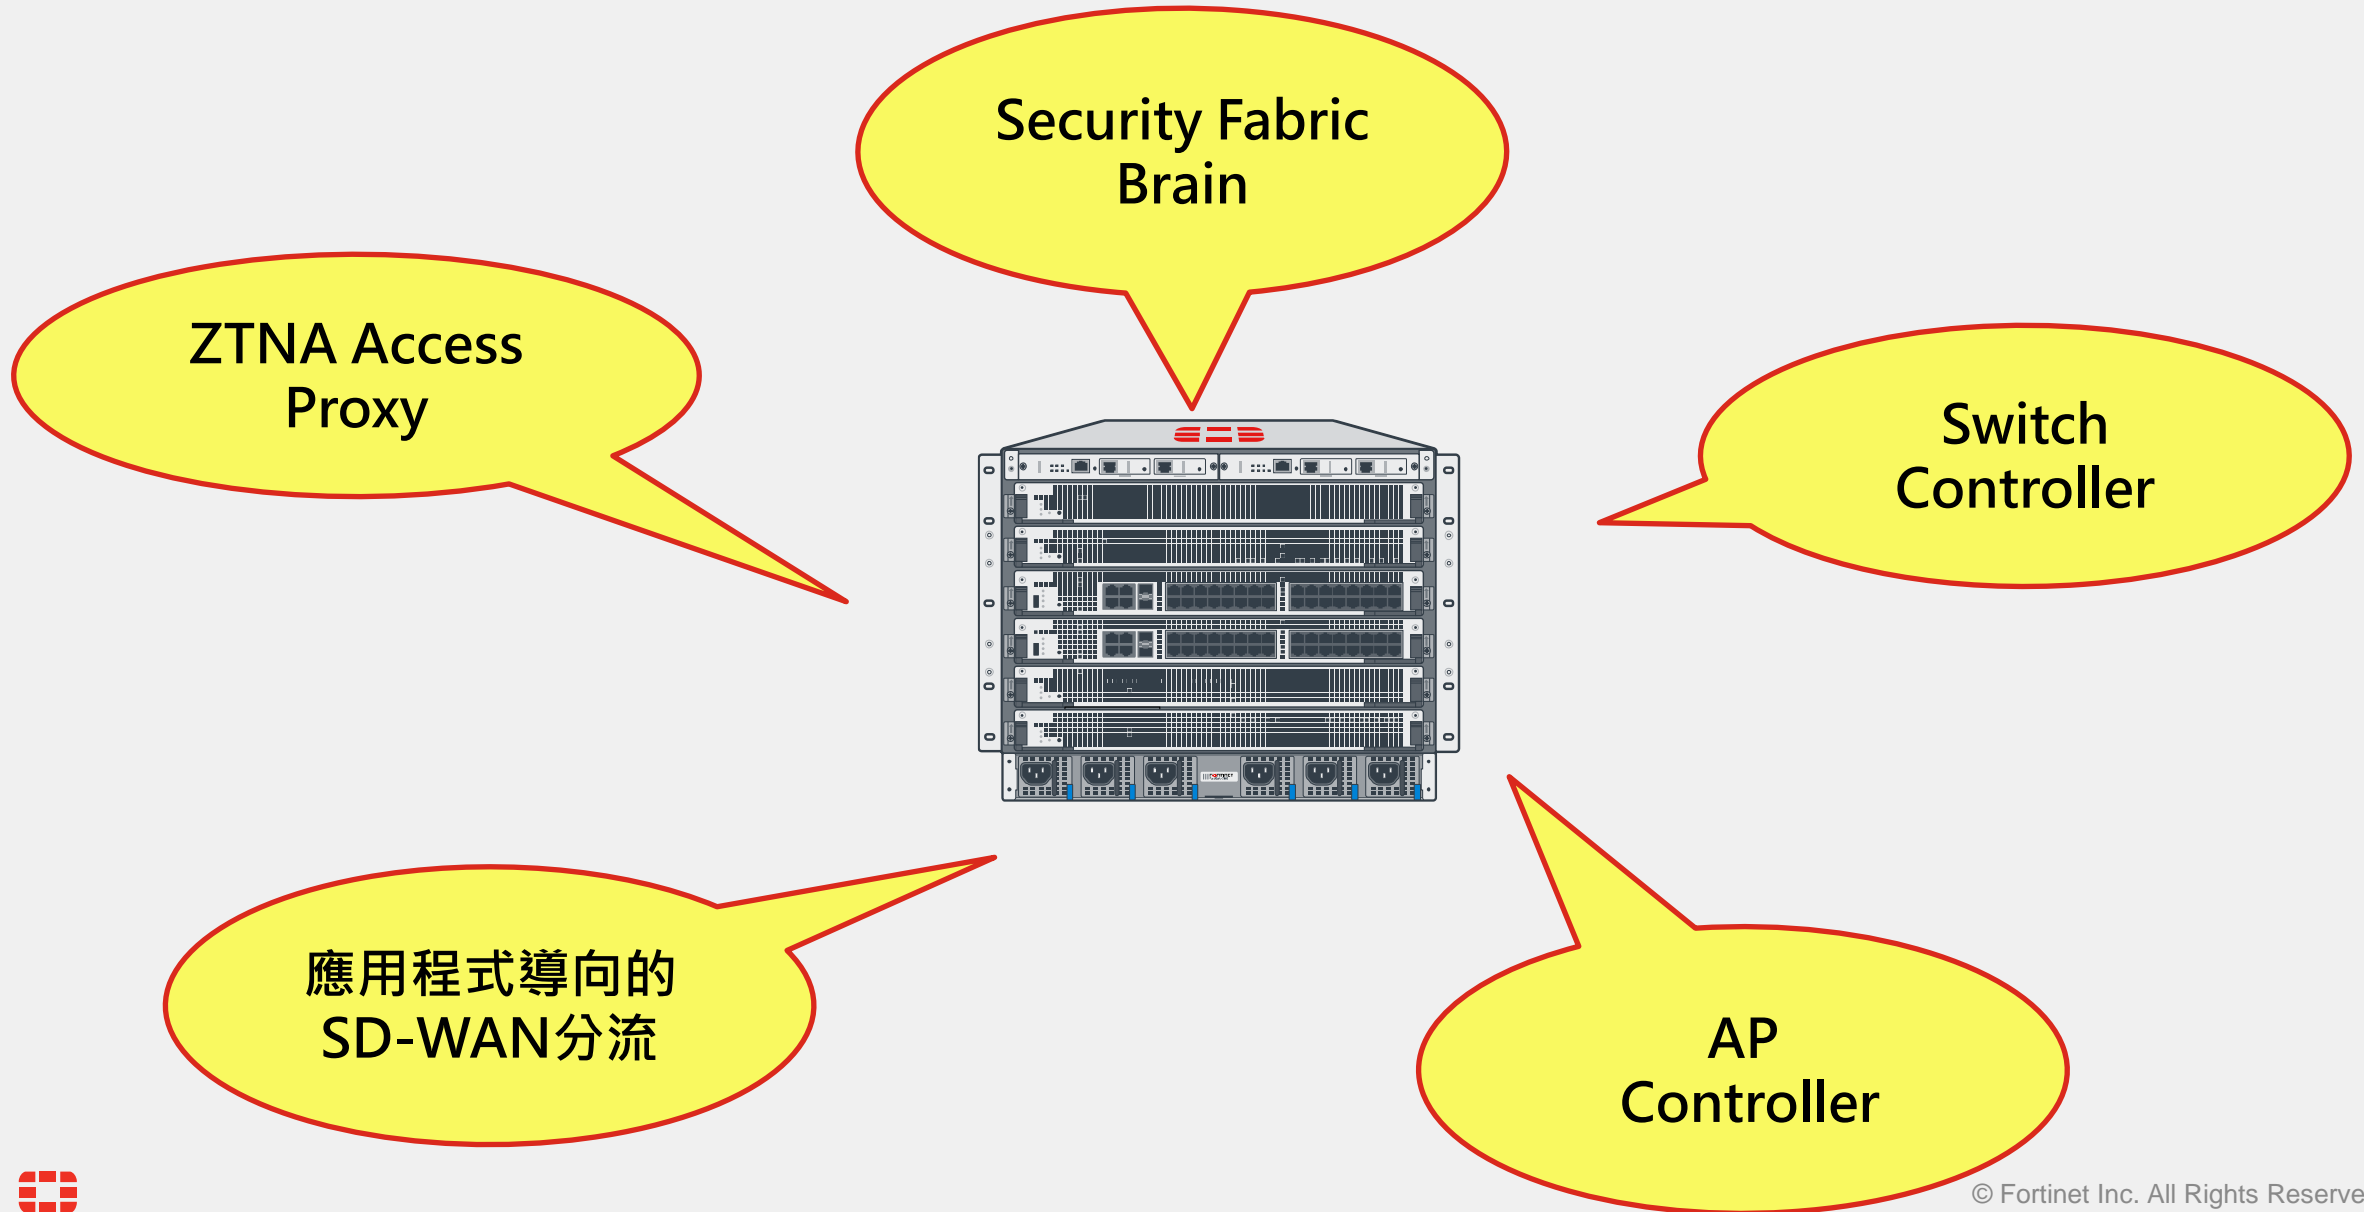 Security Fabric
Brain
ZTNA Access
Proxy
Switch
Controller
應用程式導向的
SD-WAN分流
AP
Controller
© Fortinet Inc. All Rights Reserve